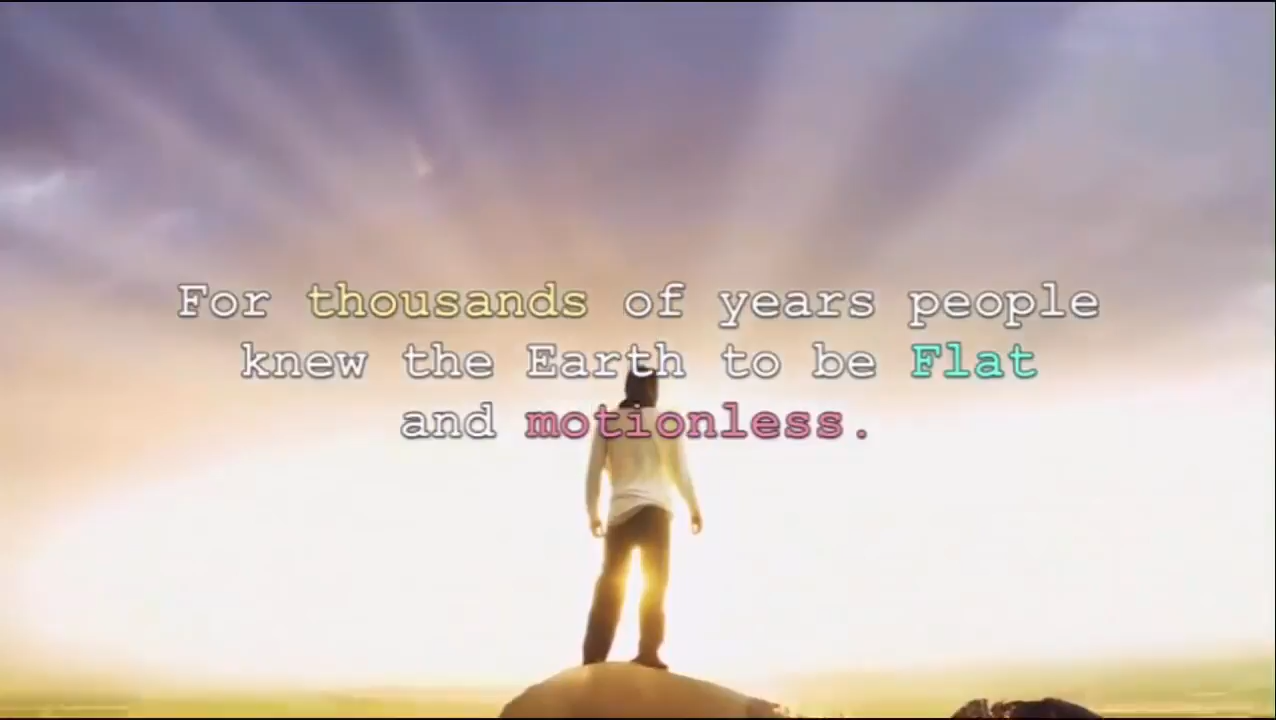 For thousands of years people
knew the Earth to be Flat
and motionless.